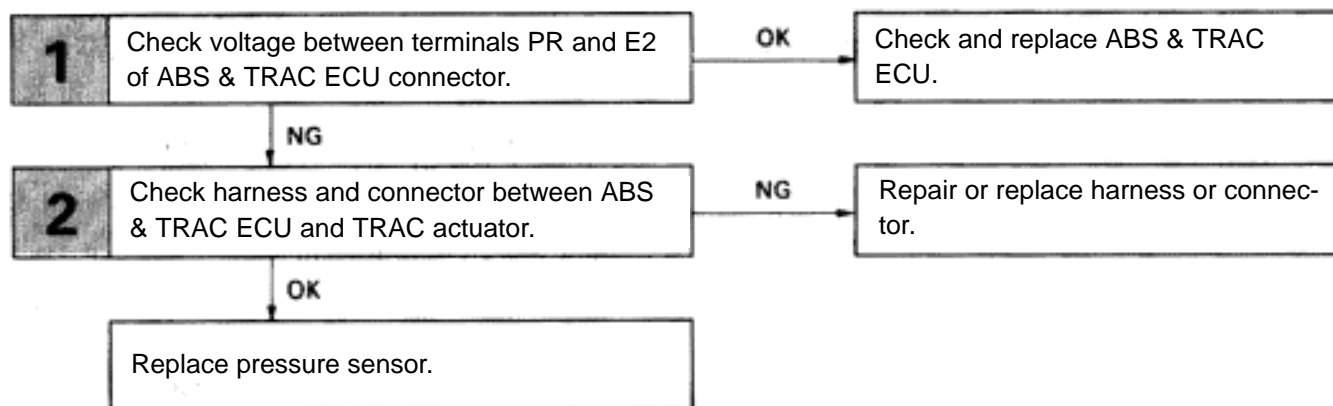 1
Check voltage between terminals PR and E2
of ABS & TRAC ECU connector.
OK
Check and replace ABS & TRAC
ECU.
NG
2
Check harness and connector between ABS
& TRAC ECU and TRAC actuator.
NG
Repair or replace harness or connec-
tor.
OK
Replace pressure sensor.